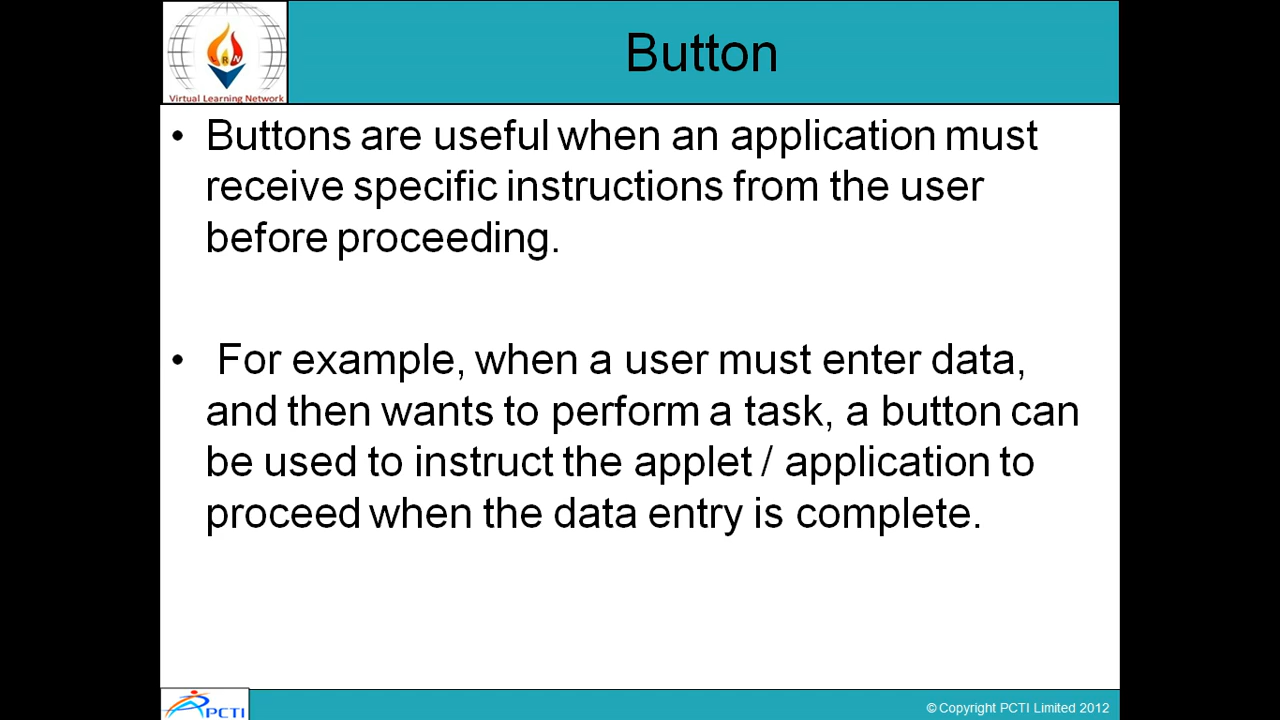 Button
Virtual Learning Network
• Buttons are useful when an application must
receive specific instructions from the user
before proceeding.
• For example, when a user must enter data,
and then wants to perform a task, a button can
be used to instruct the applet / application to
proceed when the data entry is complete.
PCTI
© Copyright PCTI Limited 2012